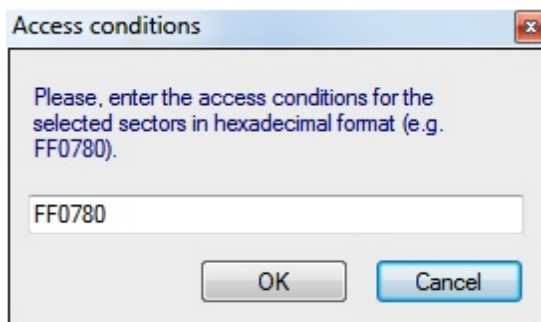 Access conditions
Please, enter the access conditions for the
selected sectors in hexadecimal format (e.g.
FF0780).
FF0780
OK
Cancel